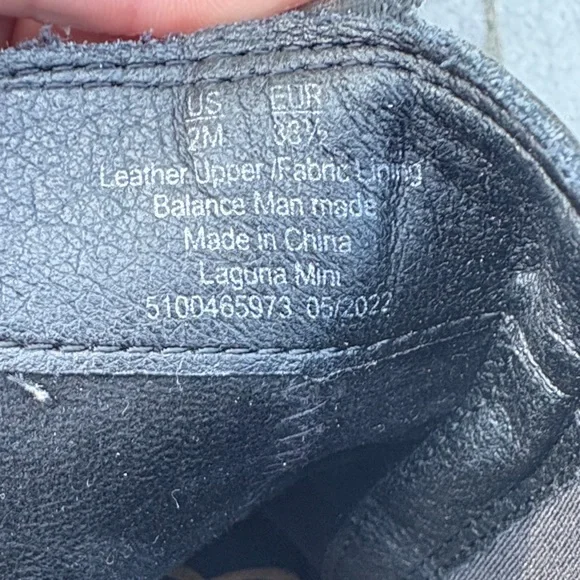 US EUR
2M 38½
Leather Upper /Fabric Lining
Balance Man made
Made in China
Laguna Mini
5100465973 05/2022